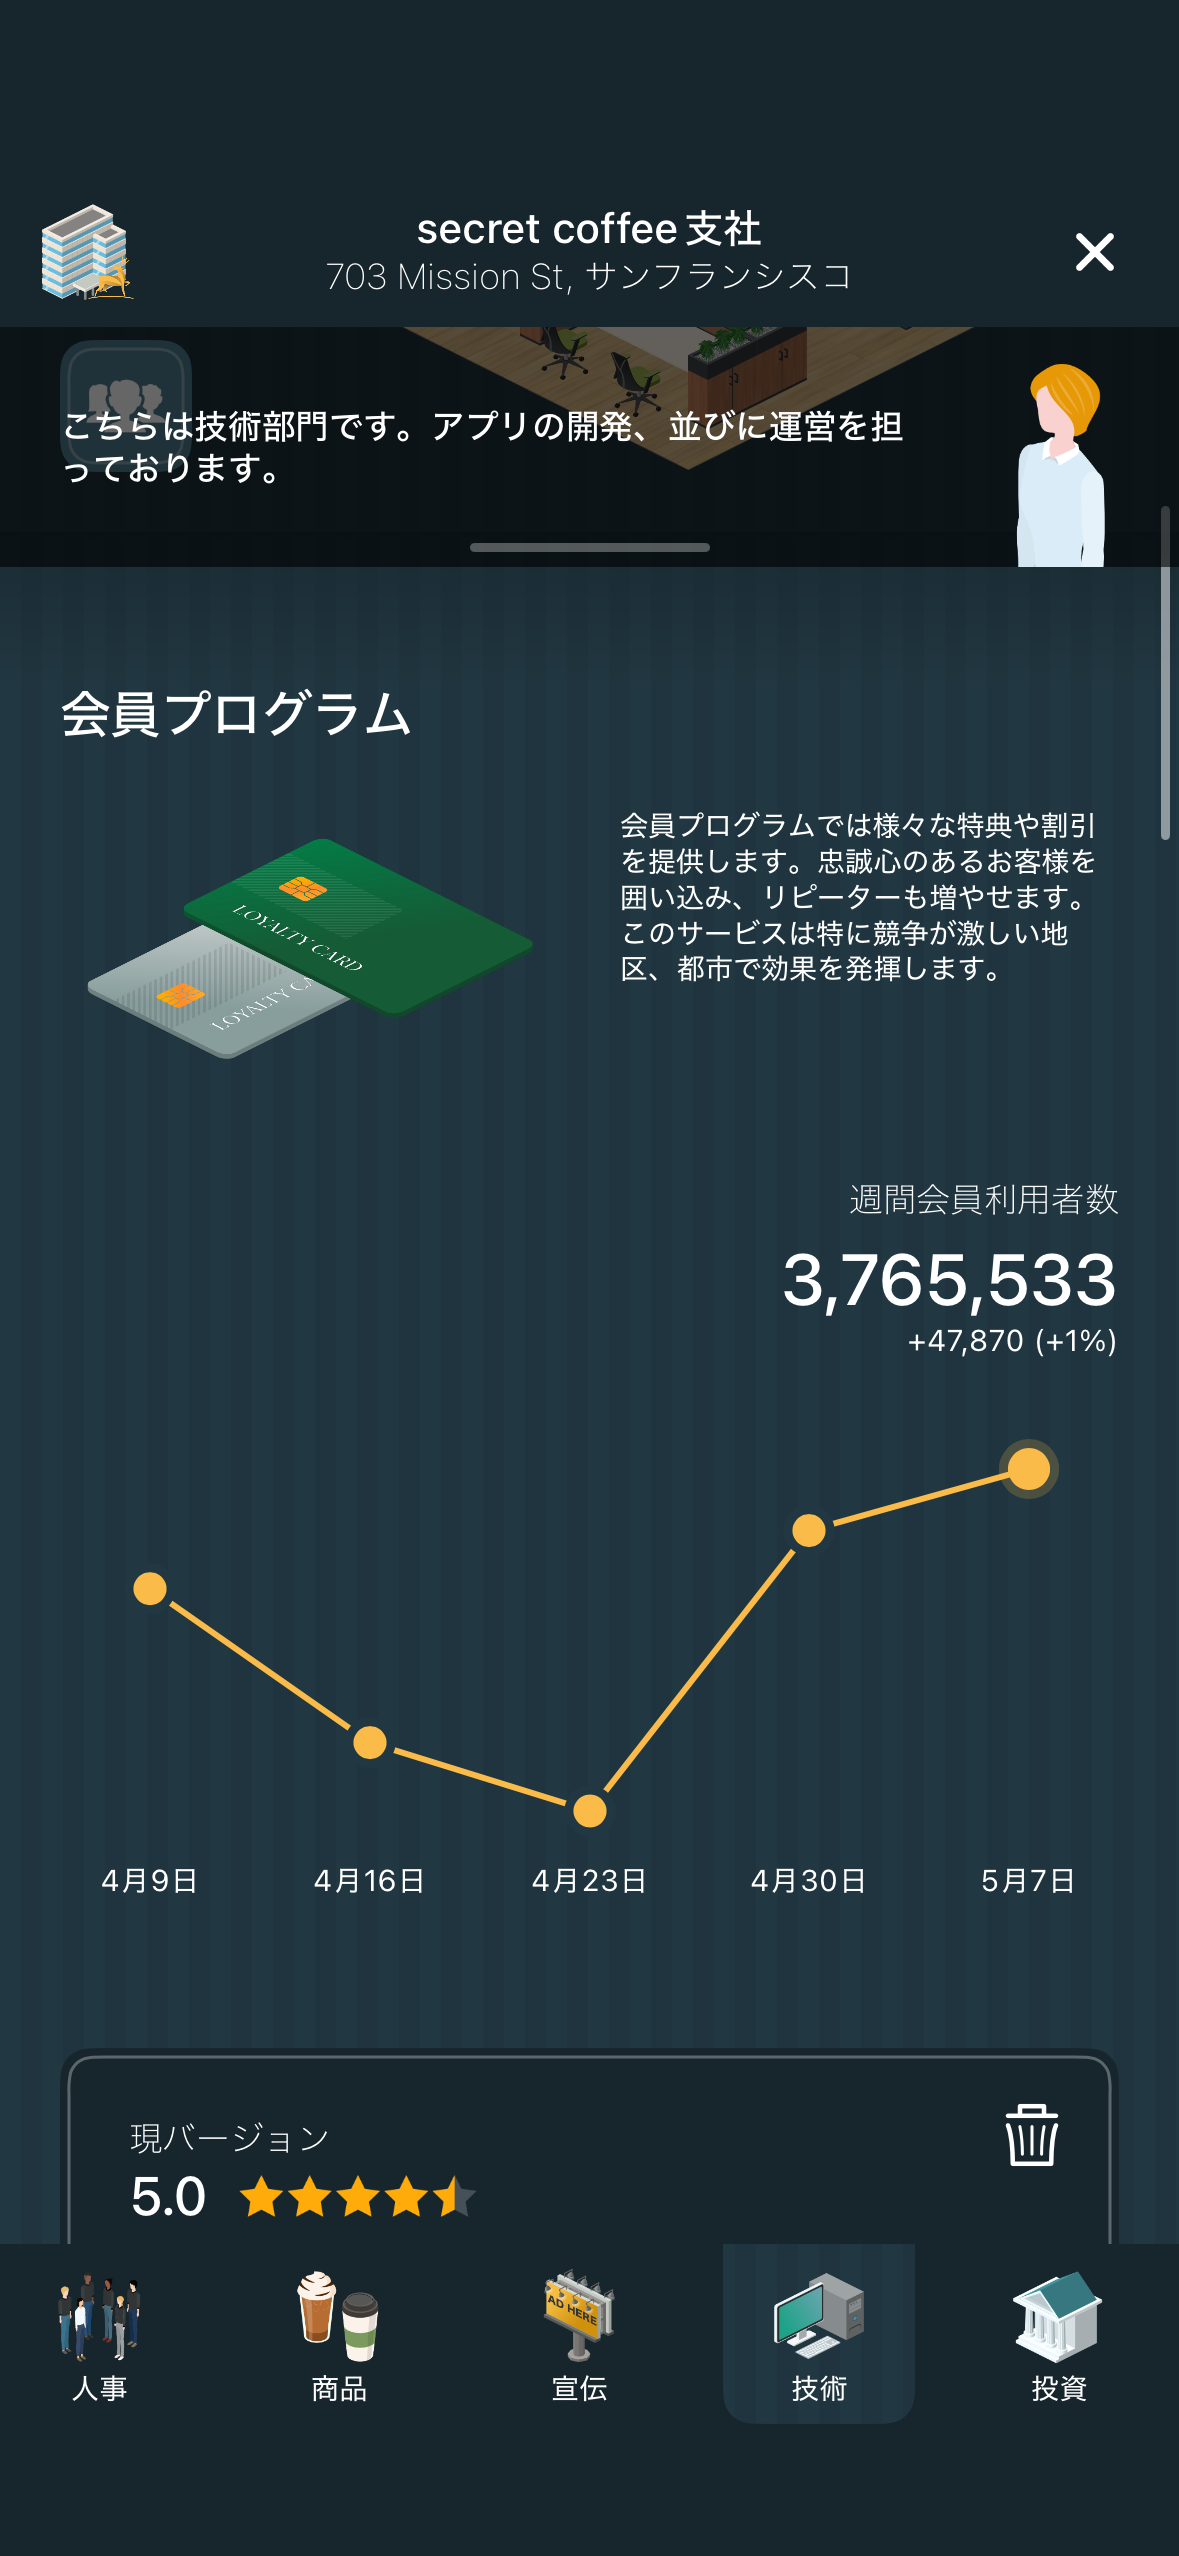 secret coffee支社
703 Mission St, サンフランシスコ
こちらは技術部門です。アプリの開発、並びに運営を担
っております。
会員プログラム
会員プログラムでは様々な特典や割引
を提供します。忠誠心のあるお客様を
囲い込み、リピーターも増やせます。
このサービスは特に競争が激しい地
区、都市で効果を発揮します。
LOYALTY CARD
LOYALTY CA
週間会員利用者数
3,765,533
+47,870 (+1%)
4月9日
4月16日
4月23日
4月30日
5月7日
現バージョン
5.0
AD HERE
人事
商品
宣伝
技術
投資